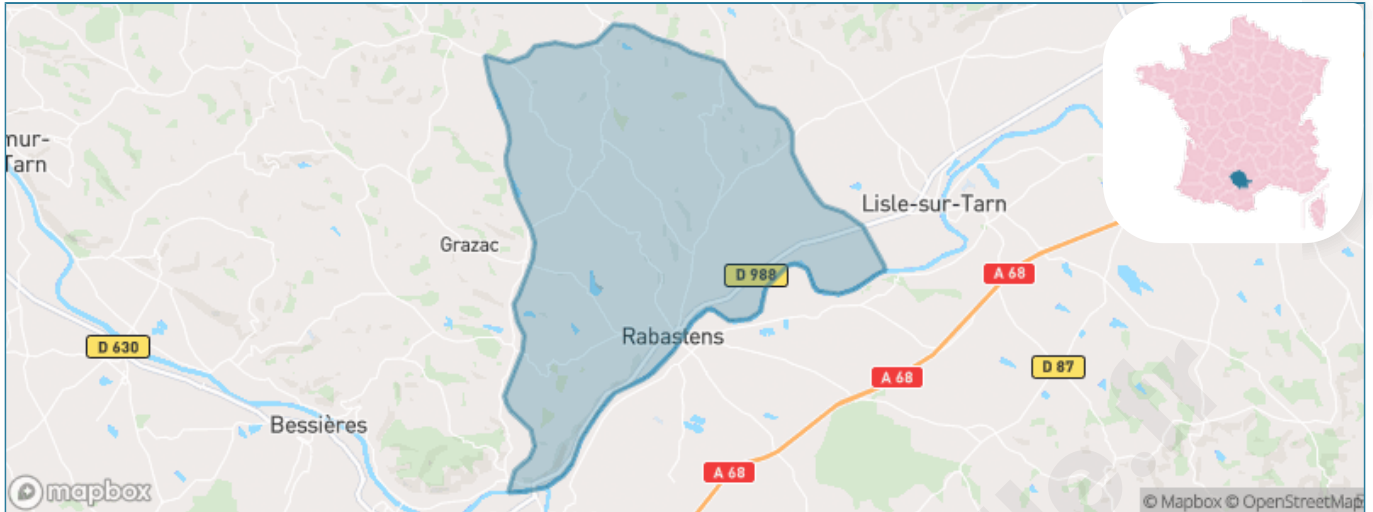 mur-
Tarn
Lisle-sur-Tarn
Grazac
D 988
A 68
Rabastens
D 630
A 68
D 87
Bessières
A 68
mapbox
© Mapbox © OpenStreetMap